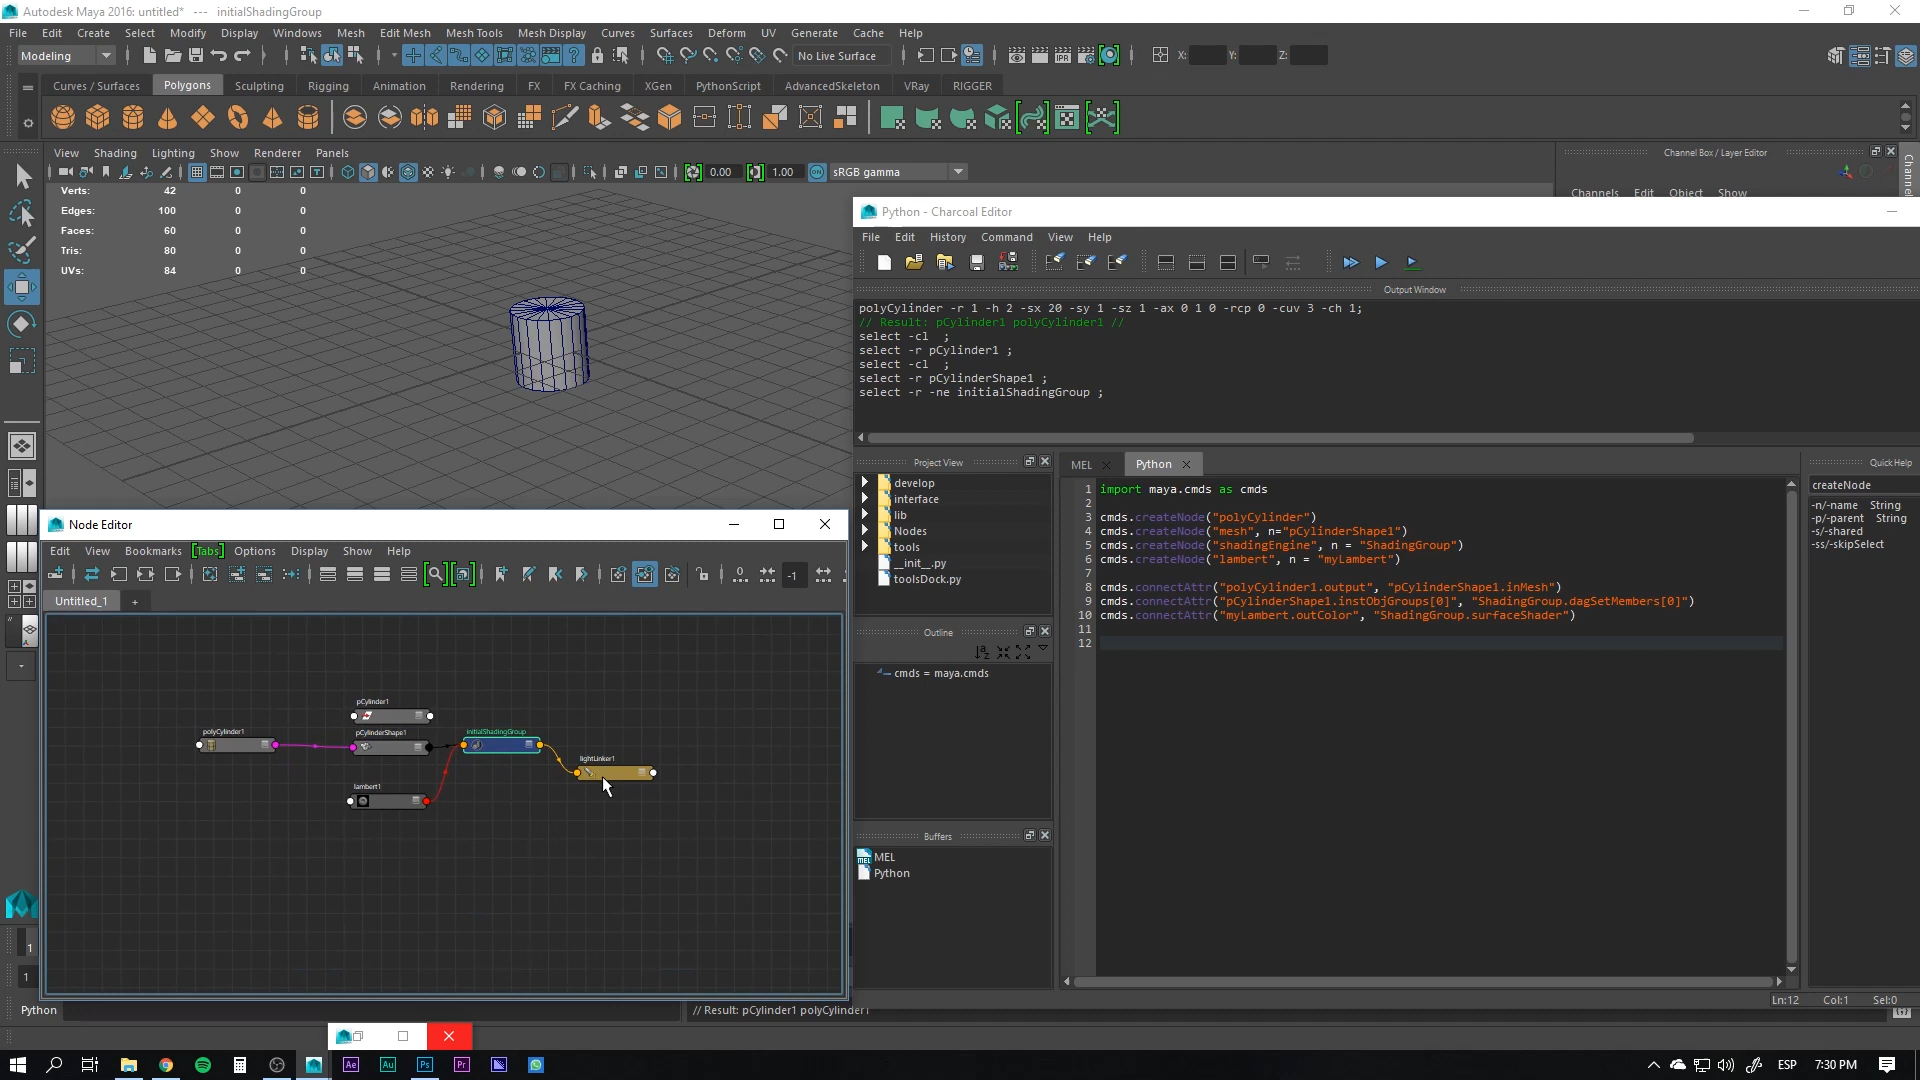 Autodesk Maya 2016: untitled* --- initialShadingGroup
File Edit Create Select Modify Display Windows Mesh Edit Mesh Mesh Tools Mesh Display Curves Surfaces Deform UV Generate Cache Help
Modeling No Live Surface X: Y: Z:
Curves / Surfaces Polygons Sculpting Rigging Animation Rendering FX FX Caching XGen PythonScript AdvancedSkeleton VRay RIGGER
View Shading Lighting Show Renderer Panels
0.00 1.00 sRGB gamma
Verts: 42 0 0
Edges: 100 0 0
Faces: 60 0 0
Tris: 80 0 0
UVs: 84 0 0
Channel Box / Layer Editor
Channels Edit Object Show
Python - Charcoal Editor
File Edit History Command View Help
Output Window
polyCylinder -r 1 -h 2 -sx 20 -sy 1 -sz 1 -ax 0 1 0 -rcp 0 -cuv 3 -ch 1;
// Result: pCylinder1 polyCylinder1 //
select -cl ;
select -r pCylinder1 ;
select -cl ;
select -r pCylinderShape1 ;
select -r -ne initialShadingGroup ;
Project View
develop
interface
lib
Nodes
tools
__init__.py
toolsDock.py
Outline
cmds = maya.cmds
Buffers
MEL
Python
MEL Python
1 import maya.cmds as cmds
2
3 cmds.createNode("polyCylinder")
4 cmds.createNode("mesh", n="pCylinderShape1")
5 cmds.createNode("shadingEngine", n = "ShadingGroup")
6 cmds.createNode("lambert", n = "myLambert")
7
8 cmds.connectAttr("polyCylinder1.output", "pCylinderShape1.inMesh")
9 cmds.connectAttr("pCylinderShape1.instObjGroups[0]", "ShadingGroup.dagSetMembers[0]")
10 cmds.connectAttr("myLambert.outColor", "ShadingGroup.surfaceShader")
11
12
Quick Help
createNode
-n/-name String
-p/-parent String
-s/-shared
-ss/-skipSelect
Ln:12 Col:1 Sel:0
Node Editor
Edit View Bookmarks [Tabs] Options Display Show Help
0 -1
Untitled_1 +
pCylinder1
polyCylinder1
pCylinderShape1
initialShadingGroup
lightLinker1
lambert1
1
1
Python
// Result: pCylinder1 polyCylinder1
Ae Au Ps Pr
ESP 7:30 PM